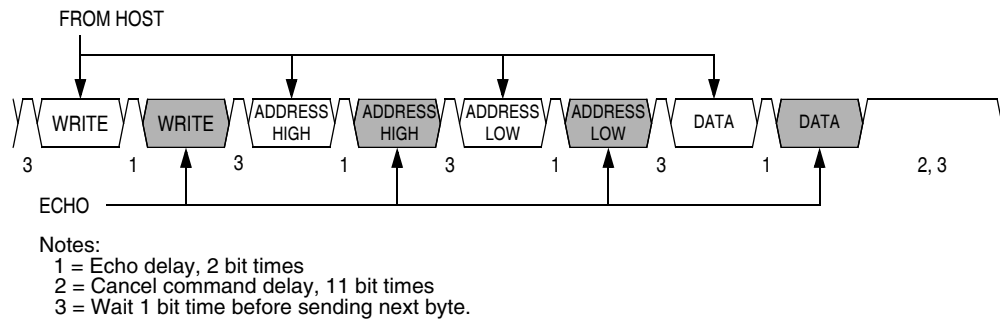 FROM HOST
WRITE WRITE ADDRESS HIGH ADDRESS HIGH ADDRESS LOW ADDRESS LOW DATA DATA
3 1 3 1 3 1 3 1 2, 3
ECHO
Notes:
1 = Echo delay, 2 bit times
2 = Cancel command delay, 11 bit times
3 = Wait 1 bit time before sending next byte.